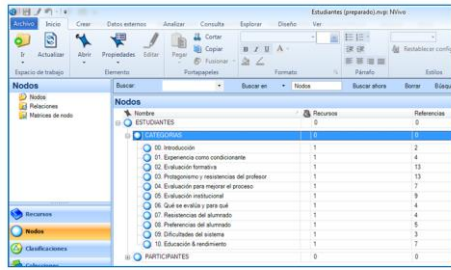 Estudiantes (preparado).nvp: NVivo
Archivo Inicio Crear Datos externos Analizar Consulta Explorar Diseño Ver
Ir Actualizar Abrir Propiedades Editar Pegar Cortar
Copiar
Fusionar
Restablecer config
Espacio de trabajo Elemento Portapapeles Formato Párrafo Estilos
Nodos
Nodos
Relaciones
Matrices de nodo
Recursos
Nodos
Clasificaciones
Colecciones
Buscar: Buscar en Nodos Buscar ahora Borrar Búsqu
Nodos
Nombre Recursos Referencias
ESTUDIANTES 0 0
CATEGORIAS 0 0
00. Introducción 1 2
01. Experiencia como condicionante 1 4
02. Evaluación formativa 1 13
03. Protagonismo y resistencias del profesor 1 13
04. Evaluación para mejorar el proceso 1 7
05. Evaluación institucional 1 9
06. Qué se evalúa y para qué 1 4
07. Resistencias del alumnado 1 4
08. Preferencias del alumnado 1 5
09. Dificultades del sistema 1 3
10. Educación & rendimiento 1 7
PARTICIPANTES 0 0